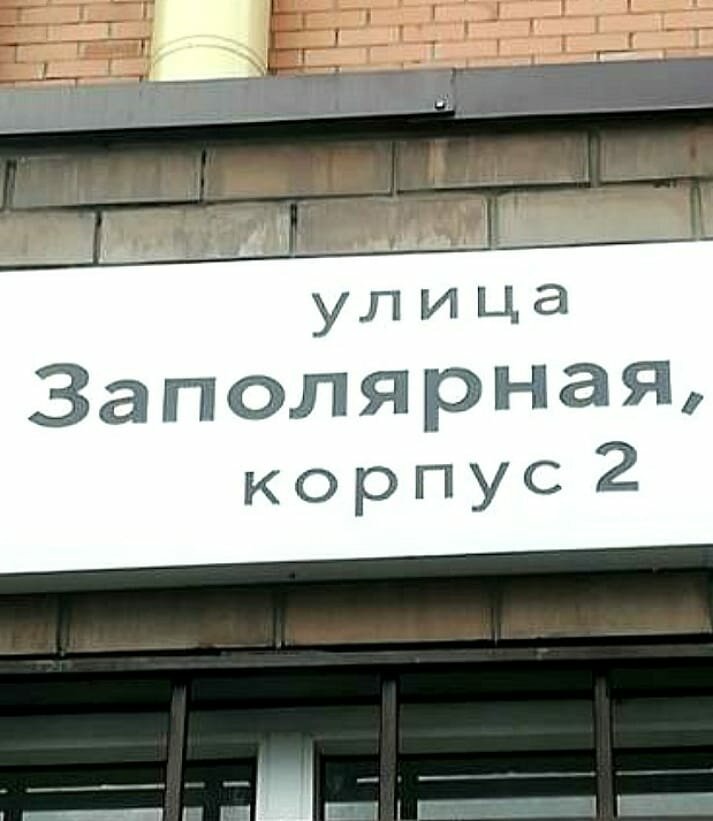 улица
Заполярная,
корпус 2